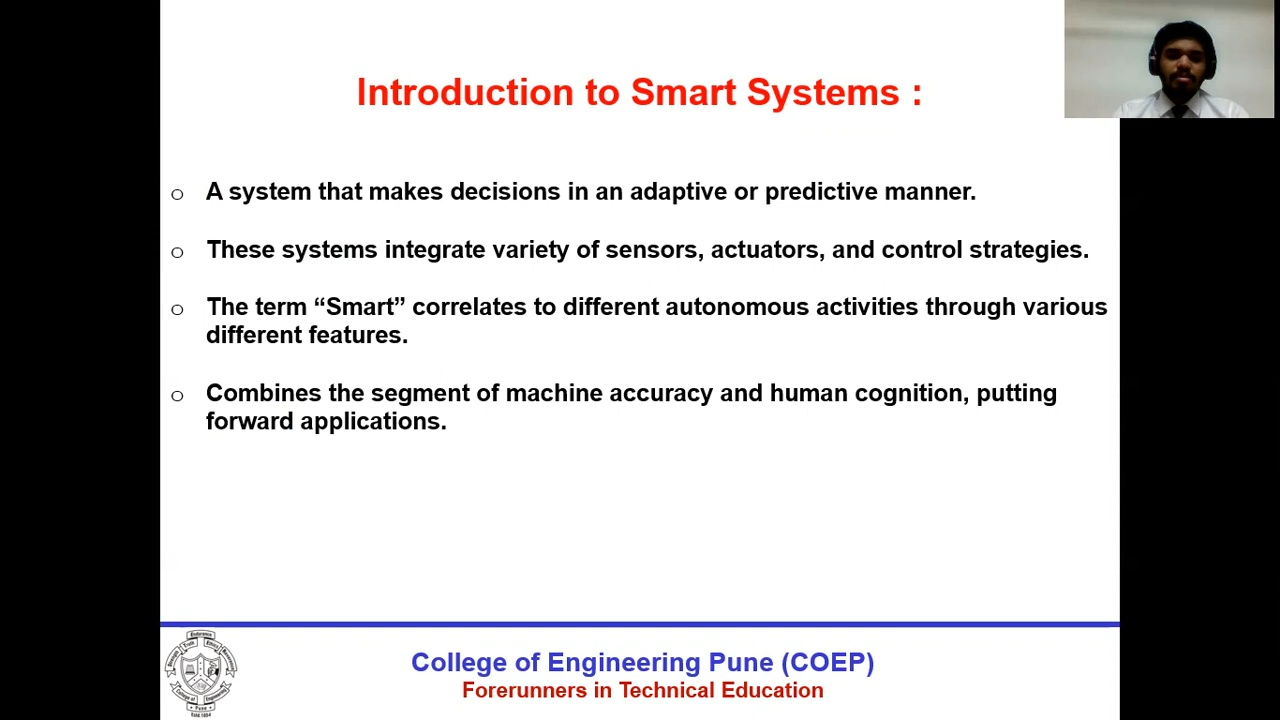 Introduction to Smart Systems :
o A system that makes decisions in an adaptive or predictive manner.
o These systems integrate variety of sensors, actuators, and control strategies.
o The term “Smart” correlates to different autonomous activities through various
different features.
o Combines the segment of machine accuracy and human cognition, putting
forward applications.
College of Engineering Pune (COEP)
Forerunners in Technical Education